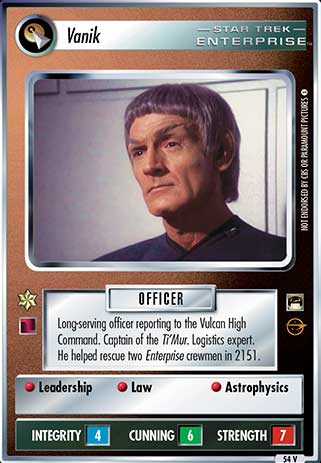 Vanik
STAR TREK
ENTERPRISE™
NOT ENDORSED BY CBS OR PARAMOUNT PICTURES
OFFICER
Long-serving officer reporting to the Vulcan High
Command. Captain of the Ti'Mur. Logistics expert.
He helped rescue two Enterprise crewmen in 2151.
Leadership Law Astrophysics
INTEGRITY 4 CUNNING 6 STRENGTH 7
54 V